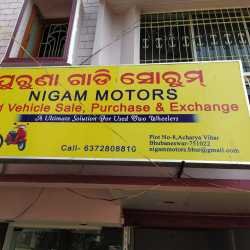 ପୁରୁଣା ଗାଡି ସୋରୁମ୍
NIGAM MOTORS
Vehicle Sale, Purchase & Exchange
A Ultimate Solution For Used Two Wheelers
Plot No-8, Acharya Vihar
Call- 6372808810
Bhubaneswar-751022
nigammotors.bbsr@gmail.com